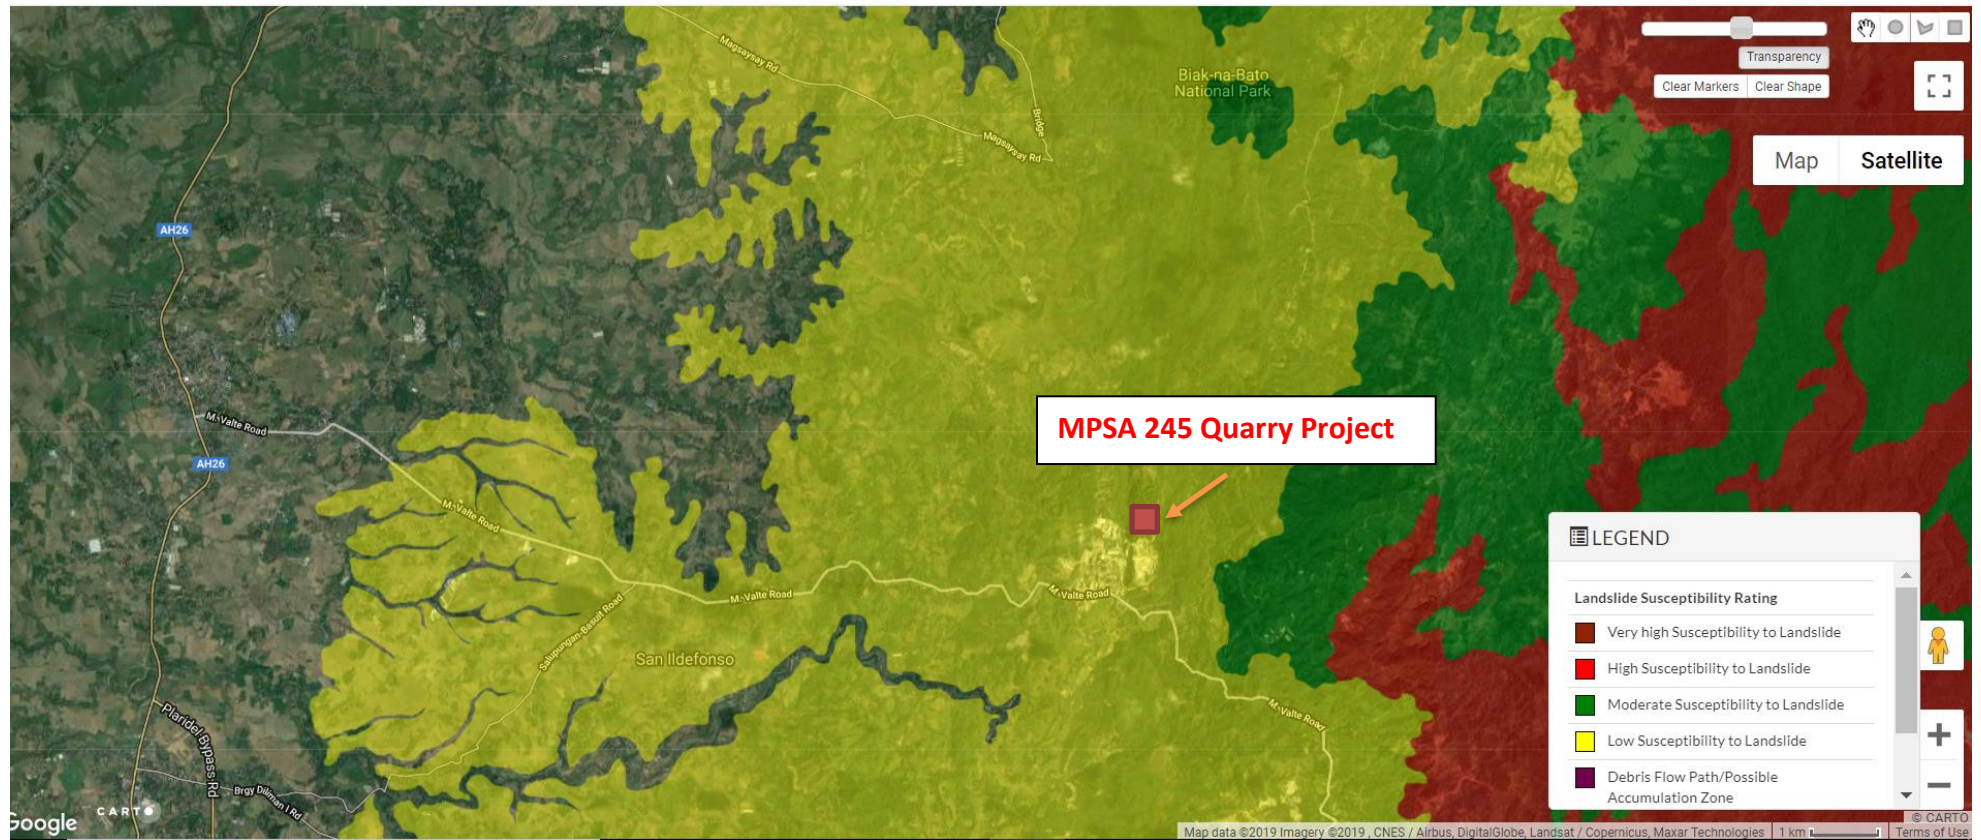 Magsaysay Rd
Bridge
Magsaysay Rd
Biak-na-Bato
National Park
Transparency
Clear Markers
Clear Shape
Map
Satellite
AH26
M. Valte Road
AH26
MPSA 245 Quarry Project
M. Valte Road
M. Valte Road
M. Valte Road
Salupungan-Basuit Road
San Ildefonso
M. Valte Road
Plaridel Bypass Rd
Brgy Diliman I Rd
LEGEND
Landslide Susceptibility Rating
Very high Susceptibility to Landslide
High Susceptibility to Landslide
Moderate Susceptibility to Landslide
Low Susceptibility to Landslide
Debris Flow Path/Possible
Accumulation Zone
Google
CARTO
© CARTO
Map data ©2019 Imagery ©2019 , CNES / Airbus, DigitalGlobe, Landsat / Copernicus, Maxar Technologies
1 km
Terms of Use